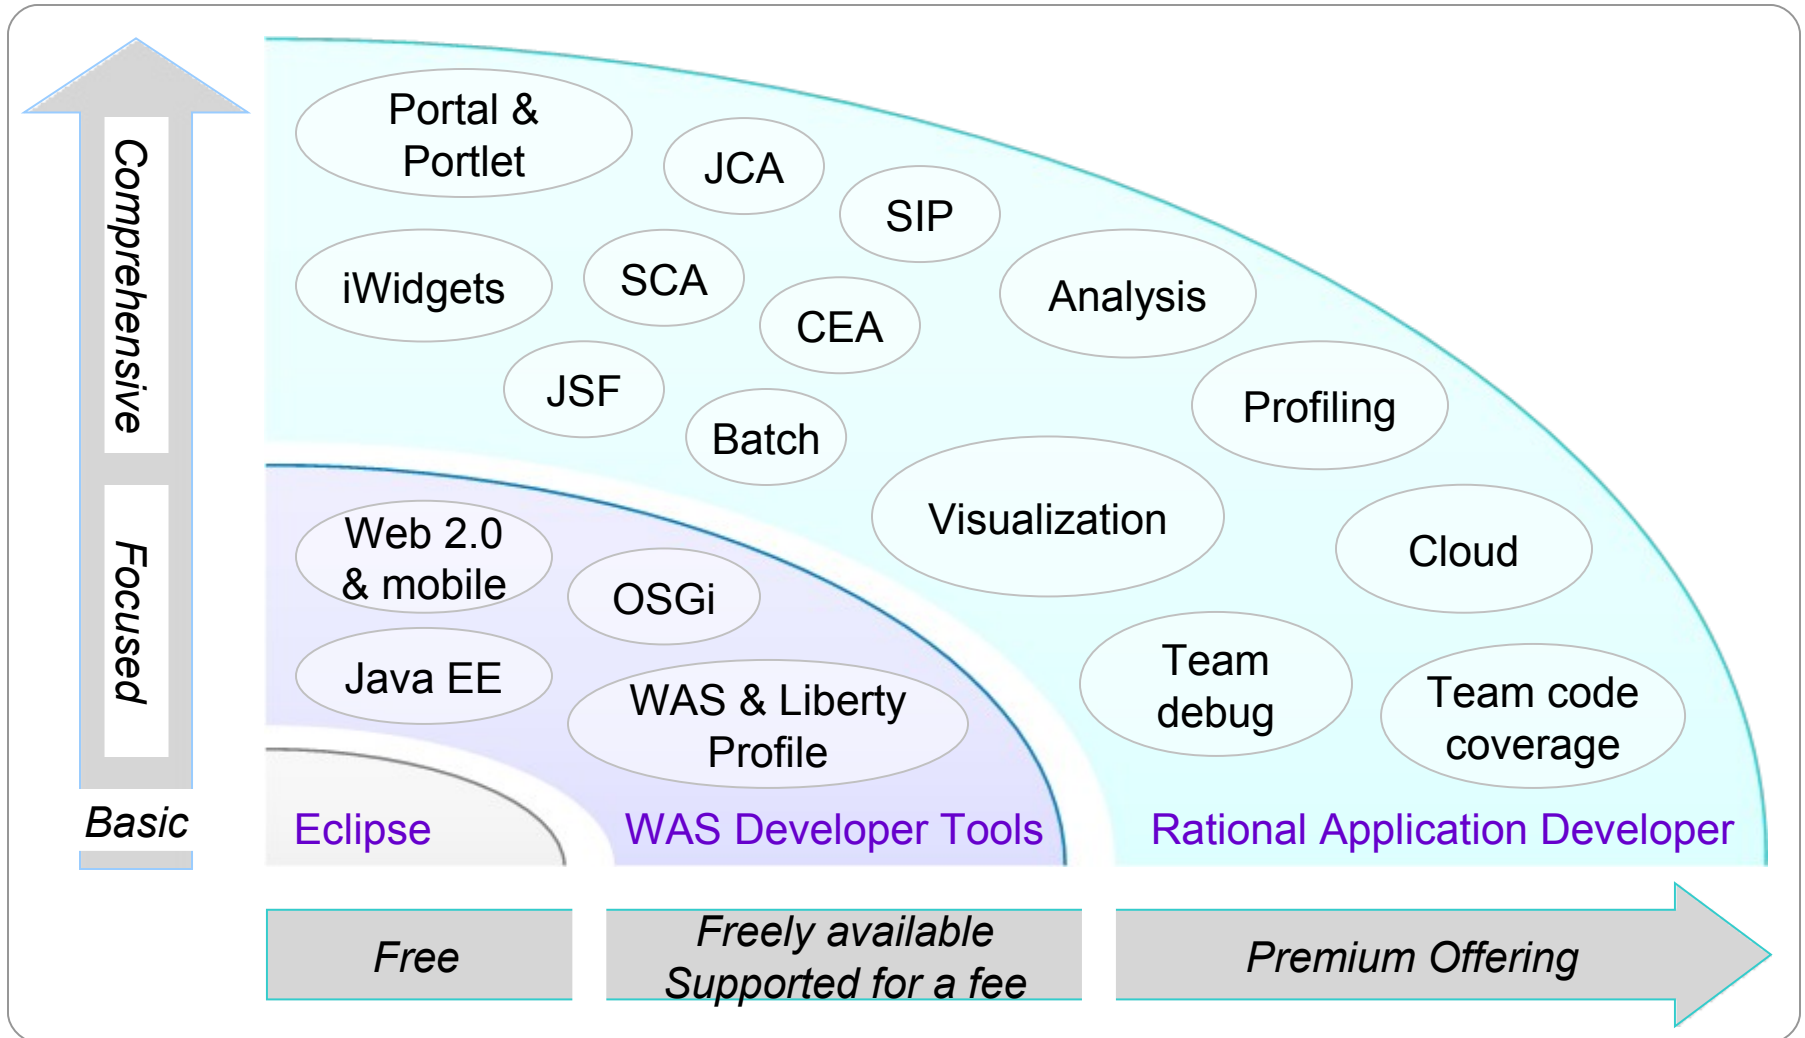 Comprehensive
Focused
Basic
Portal &
Portlet
JCA
SIP
iWidgets
SCA
CEA
Analysis
JSF
Batch
Profiling
Visualization
Cloud
Team
debug
Team code
coverage
Rational Application Developer
Web 2.0
& mobile
OSGi
Java EE
WAS & Liberty
Profile
WAS Developer Tools
Eclipse
Free
Freely available
Supported for a fee
Premium Offering